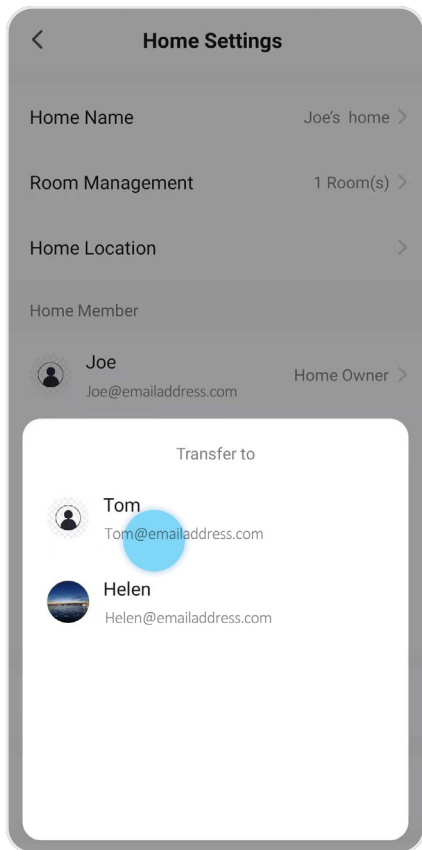 Home Settings
Home Name Joe's home
Room Management 1 Room(s)
Home Location
Home Member
Joe
Joe@emailaddress.com
Home Owner
Transfer to
Tom
Tom@emailaddress.com
Helen
Helen@emailaddress.com